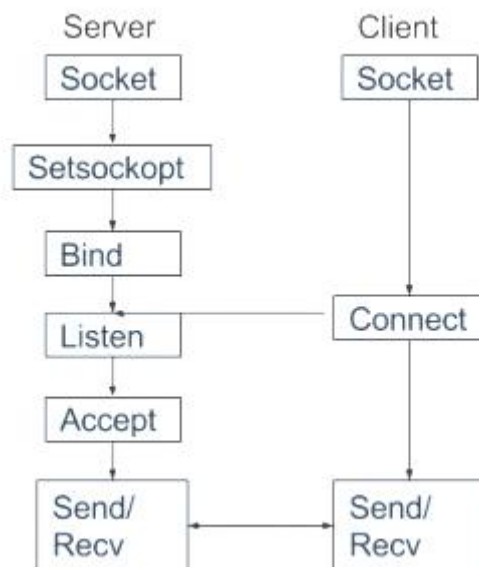 Server
Client
Socket
Socket
Setsockopt
Bind
Listen
Connect
Accept
Send/
Recv
Send/
Recv